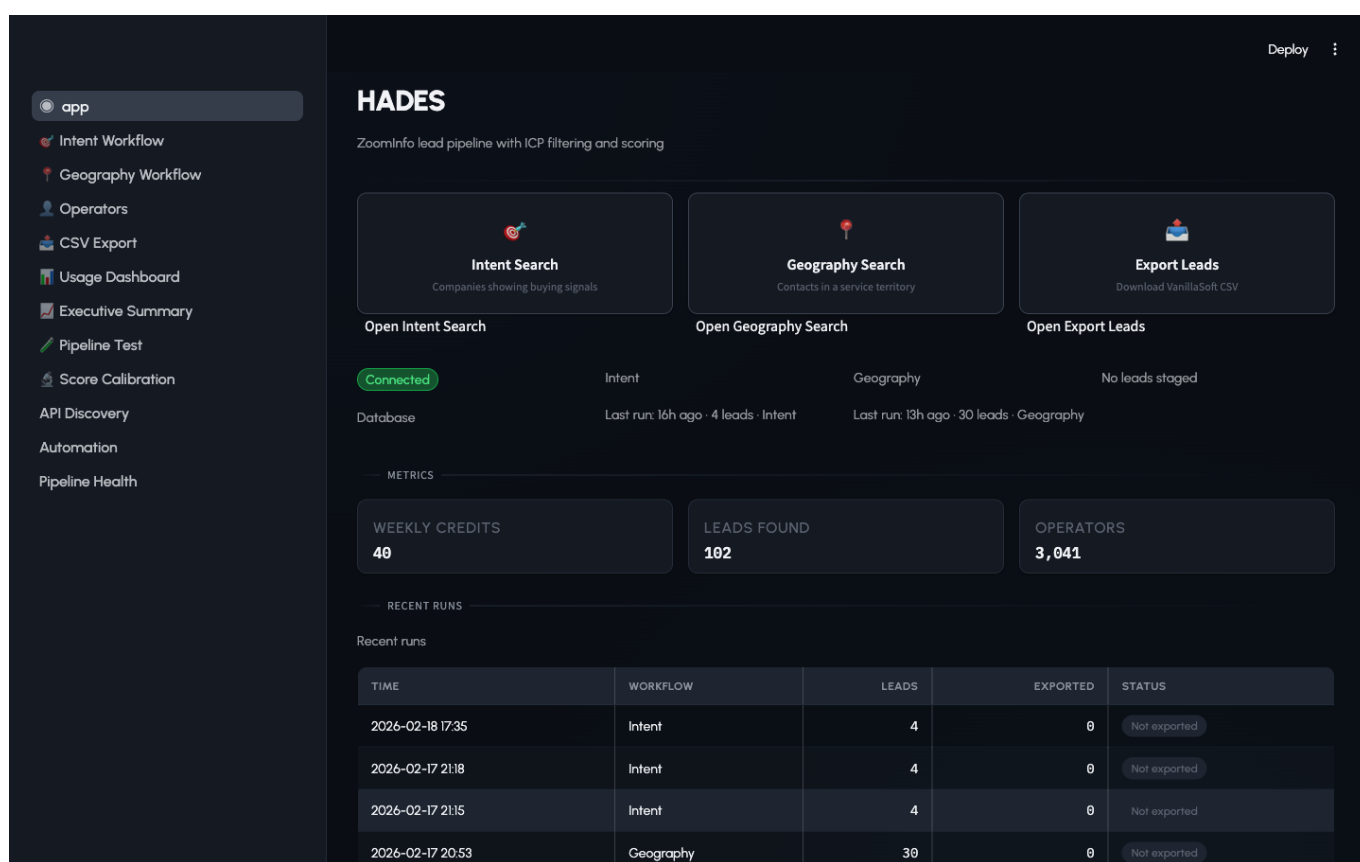 Deploy
app
Intent Workflow
Geography Workflow
Operators
CSV Export
Usage Dashboard
Executive Summary
Pipeline Test
Score Calibration
API Discovery
Automation
Pipeline Health
HADES
ZoomInfo lead pipeline with ICP filtering and scoring
Intent Search
Companies showing buying signals
Open Intent Search
Geography Search
Contacts in a service territory
Open Geography Search
Export Leads
Download VanillaSoft CSV
Open Export Leads
Connected
Database
Intent
Last run: 16h ago · 4 leads · Intent
Geography
Last run: 13h ago · 30 leads · Geography
No leads staged
METRICS
WEEKLY CREDITS
40
LEADS FOUND
102
OPERATORS
3,041
RECENT RUNS
Recent runs
TIME WORKFLOW LEADS EXPORTED STATUS
2026-02-18 17:35 Intent 4 0 Not exported
2026-02-17 21:18 Intent 4 0 Not exported
2026-02-17 21:15 Intent 4 0 Not exported
2026-02-17 20:53 Geography 30 0 Not exported